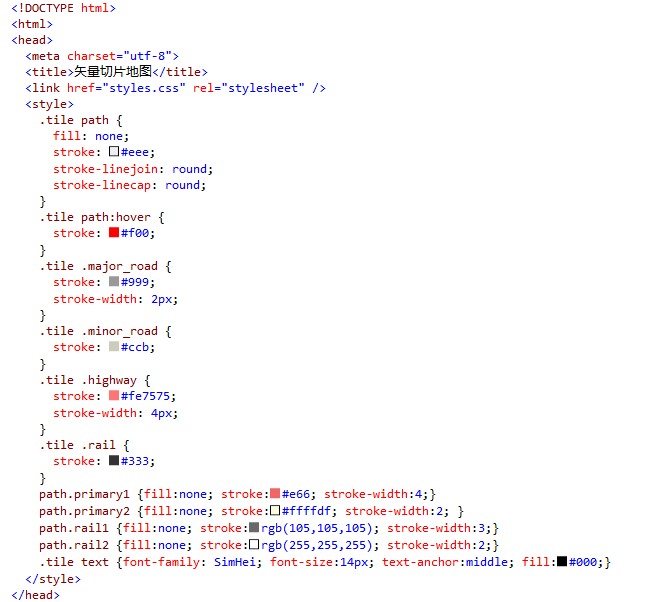 <!DOCTYPE html>
<html>
<head>
  <meta charset="utf-8">
  <title>矢量切片地图</title>
  <link href="styles.css" rel="stylesheet" />
  <style>
    .tile path {
      fill: none;
      stroke: #eee;
      stroke-linejoin: round;
      stroke-linecap: round;
    }
    .tile path:hover {
      stroke: #f00;
    }
    .tile .major_road {
      stroke: #999;
      stroke-width: 2px;
    }
    .tile .minor_road {
      stroke: #ccb;
    }
    .tile .highway {
      stroke: #fe7575;
      stroke-width: 4px;
    }
    .tile .rail {
      stroke: #333;
    }
    path.primary1 {fill:none; stroke:#e66; stroke-width:4;}
    path.primary2 {fill:none; stroke:#ffffdf; stroke-width:2; }
    path.rail1 {fill:none; stroke:rgb(105,105,105); stroke-width:3;}
    path.rail2 {fill:none; stroke:rgb(255,255,255); stroke-width:2;}
    .tile text {font-family: SimHei; font-size:14px; text-anchor:middle; fill:#000;}
  </style>
</head>